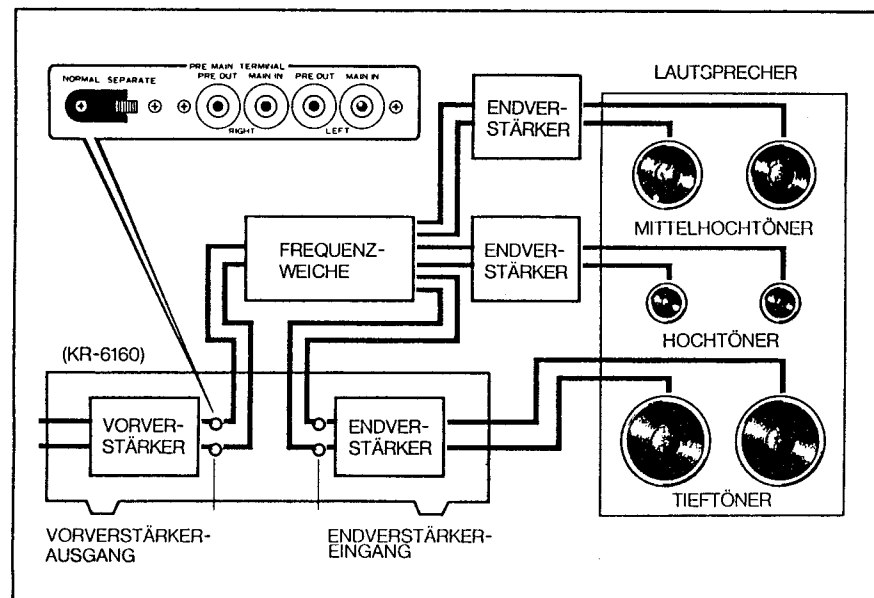 PRE MAIN TERMINAL
NORMAL SEPARATE
PRE OUT MAIN IN PRE OUT MAIN IN
RIGHT LEFT
LAUTSPRECHER
ENDVER-
STÄRKER
MITTELHOCHTÖNER
FREQUENZ-
WEICHE
ENDVER-
STÄRKER
HOCHTÖNER
(KR-6160)
VORVER-
STÄRKER
ENDVER-
STÄRKER
TIEFTÖNER
VORVERSTÄRKER-
AUSGANG
ENDVERSTÄRKER-
EINGANG